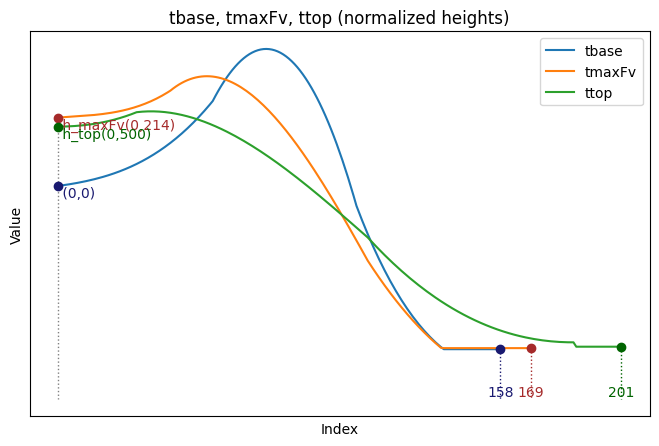 tbase, tmaxFv, ttop (normalized heights)
tbase
tmaxFv
ttop
h_maxFv(0,214)
h_top(0,500)
(0,0)
Value
158
169
201
Index